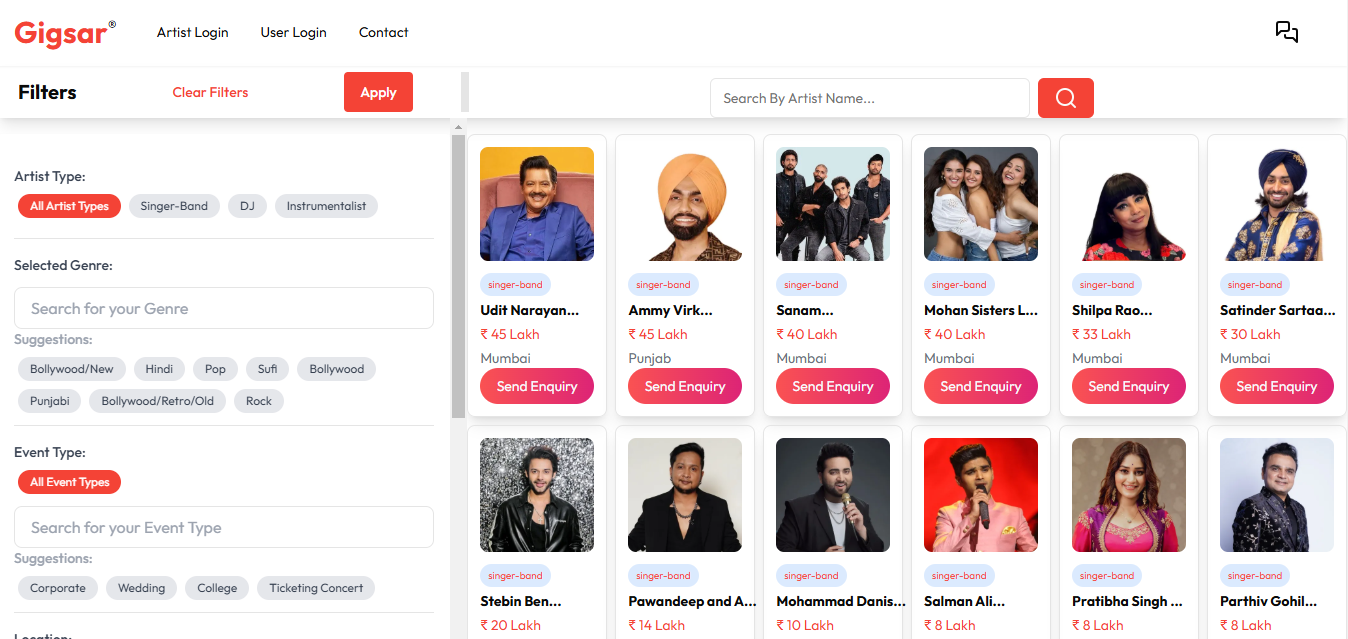 Gigsar®
Artist Login User Login Contact
Filters Clear Filters Apply
Search By Artist Name...
Artist Type:
All Artist Types Singer-Band DJ Instrumentalist
Selected Genre:
Search for your Genre
Suggestions:
Bollywood/New Hindi Pop Sufi Bollywood
Punjabi Bollywood/Retro/Old Rock
Event Type:
All Event Types
Search for your Event Type
Suggestions:
Corporate Wedding College Ticketing Concert
singer-band singer-band singer-band singer-band singer-band singer-band
Udit Narayan... Ammy Virk... Sanam... Mohan Sisters L... Shilpa Rao... Satinder Sartaa...
₹ 45 Lakh ₹ 45 Lakh ₹ 40 Lakh ₹ 40 Lakh ₹ 33 Lakh ₹ 30 Lakh
Mumbai Punjab Mumbai Mumbai Mumbai Mumbai
Send Enquiry Send Enquiry Send Enquiry Send Enquiry Send Enquiry Send Enquiry
singer-band singer-band singer-band singer-band singer-band singer-band
Stebin Ben... Pawandeep and A... Mohammad Danis... Salman Ali... Pratibha Singh ... Parthiv Gohil...
₹ 20 Lakh ₹ 14 Lakh ₹ 10 Lakh ₹ 8 Lakh ₹ 8 Lakh ₹ 8 Lakh
Location: